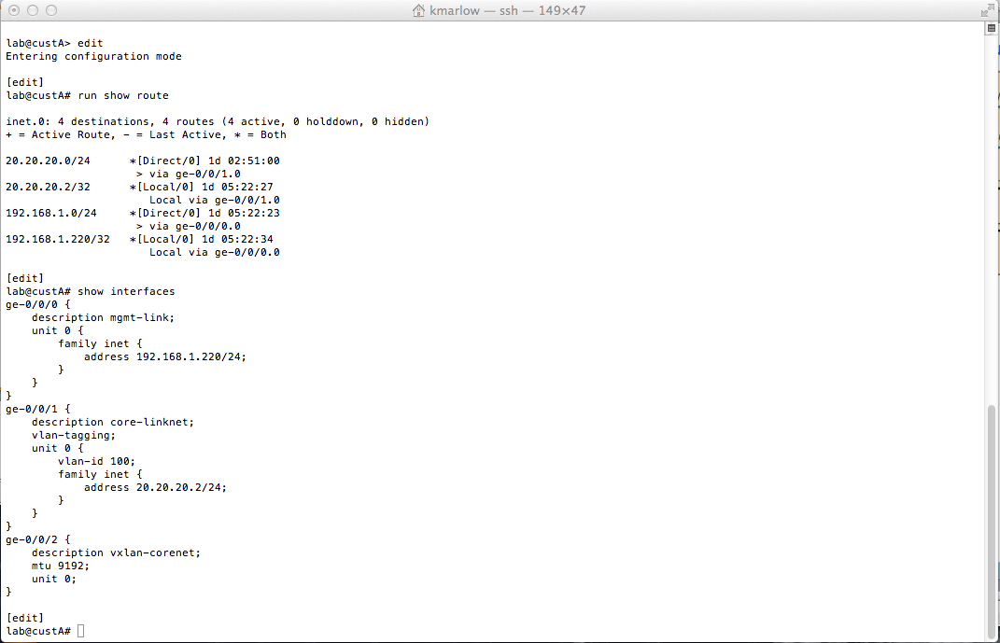 kmarlow — ssh — 149×47
lab@custA> edit
Entering configuration mode
[edit]
lab@custA# run show route
inet.0: 4 destinations, 4 routes (4 active, 0 holddown, 0 hidden)
+ = Active Route, - = Last Active, * = Both
20.20.20.0/24      *[Direct/0] 1d 02:51:00
                    > via ge-0/0/1.0
20.20.20.2/32      *[Local/0] 1d 05:22:27
                      Local via ge-0/0/1.0
192.168.1.0/24     *[Direct/0] 1d 05:22:23
                    > via ge-0/0/0.0
192.168.1.220/32   *[Local/0] 1d 05:22:34
                      Local via ge-0/0/0.0
[edit]
lab@custA# show interfaces
ge-0/0/0 {
    description mgmt-link;
    unit 0 {
        family inet {
            address 192.168.1.220/24;
        }
    }
}
ge-0/0/1 {
    description core-linknet;
    vlan-tagging;
    unit 0 {
        vlan-id 100;
        family inet {
            address 20.20.20.2/24;
        }
    }
}
ge-0/0/2 {
    description vxlan-corenet;
    mtu 9192;
    unit 0;
}
[edit]
lab@custA#